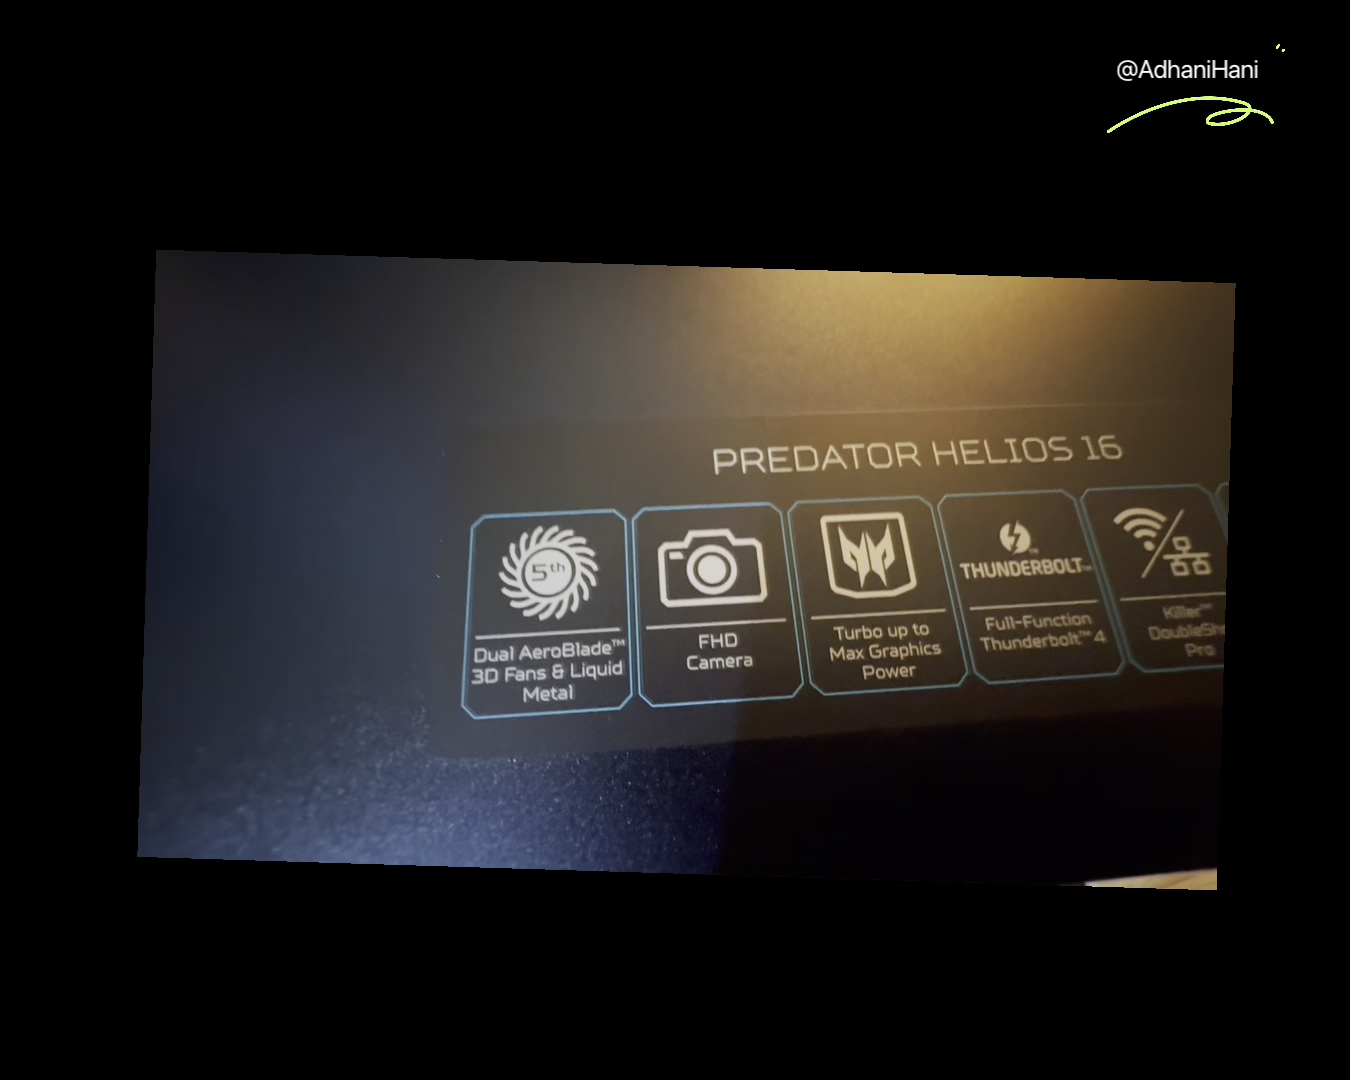 @AdhaniHani
PREDATOR HELIOS 16
5th
Dual AeroBlade™
3D Fans & Liquid
Metal
FHD
Camera
Turbo up to
Max Graphics
Power
THUNDERBOLT™
Full-Function
Thunderbolt™ 4
Killer™
Pro